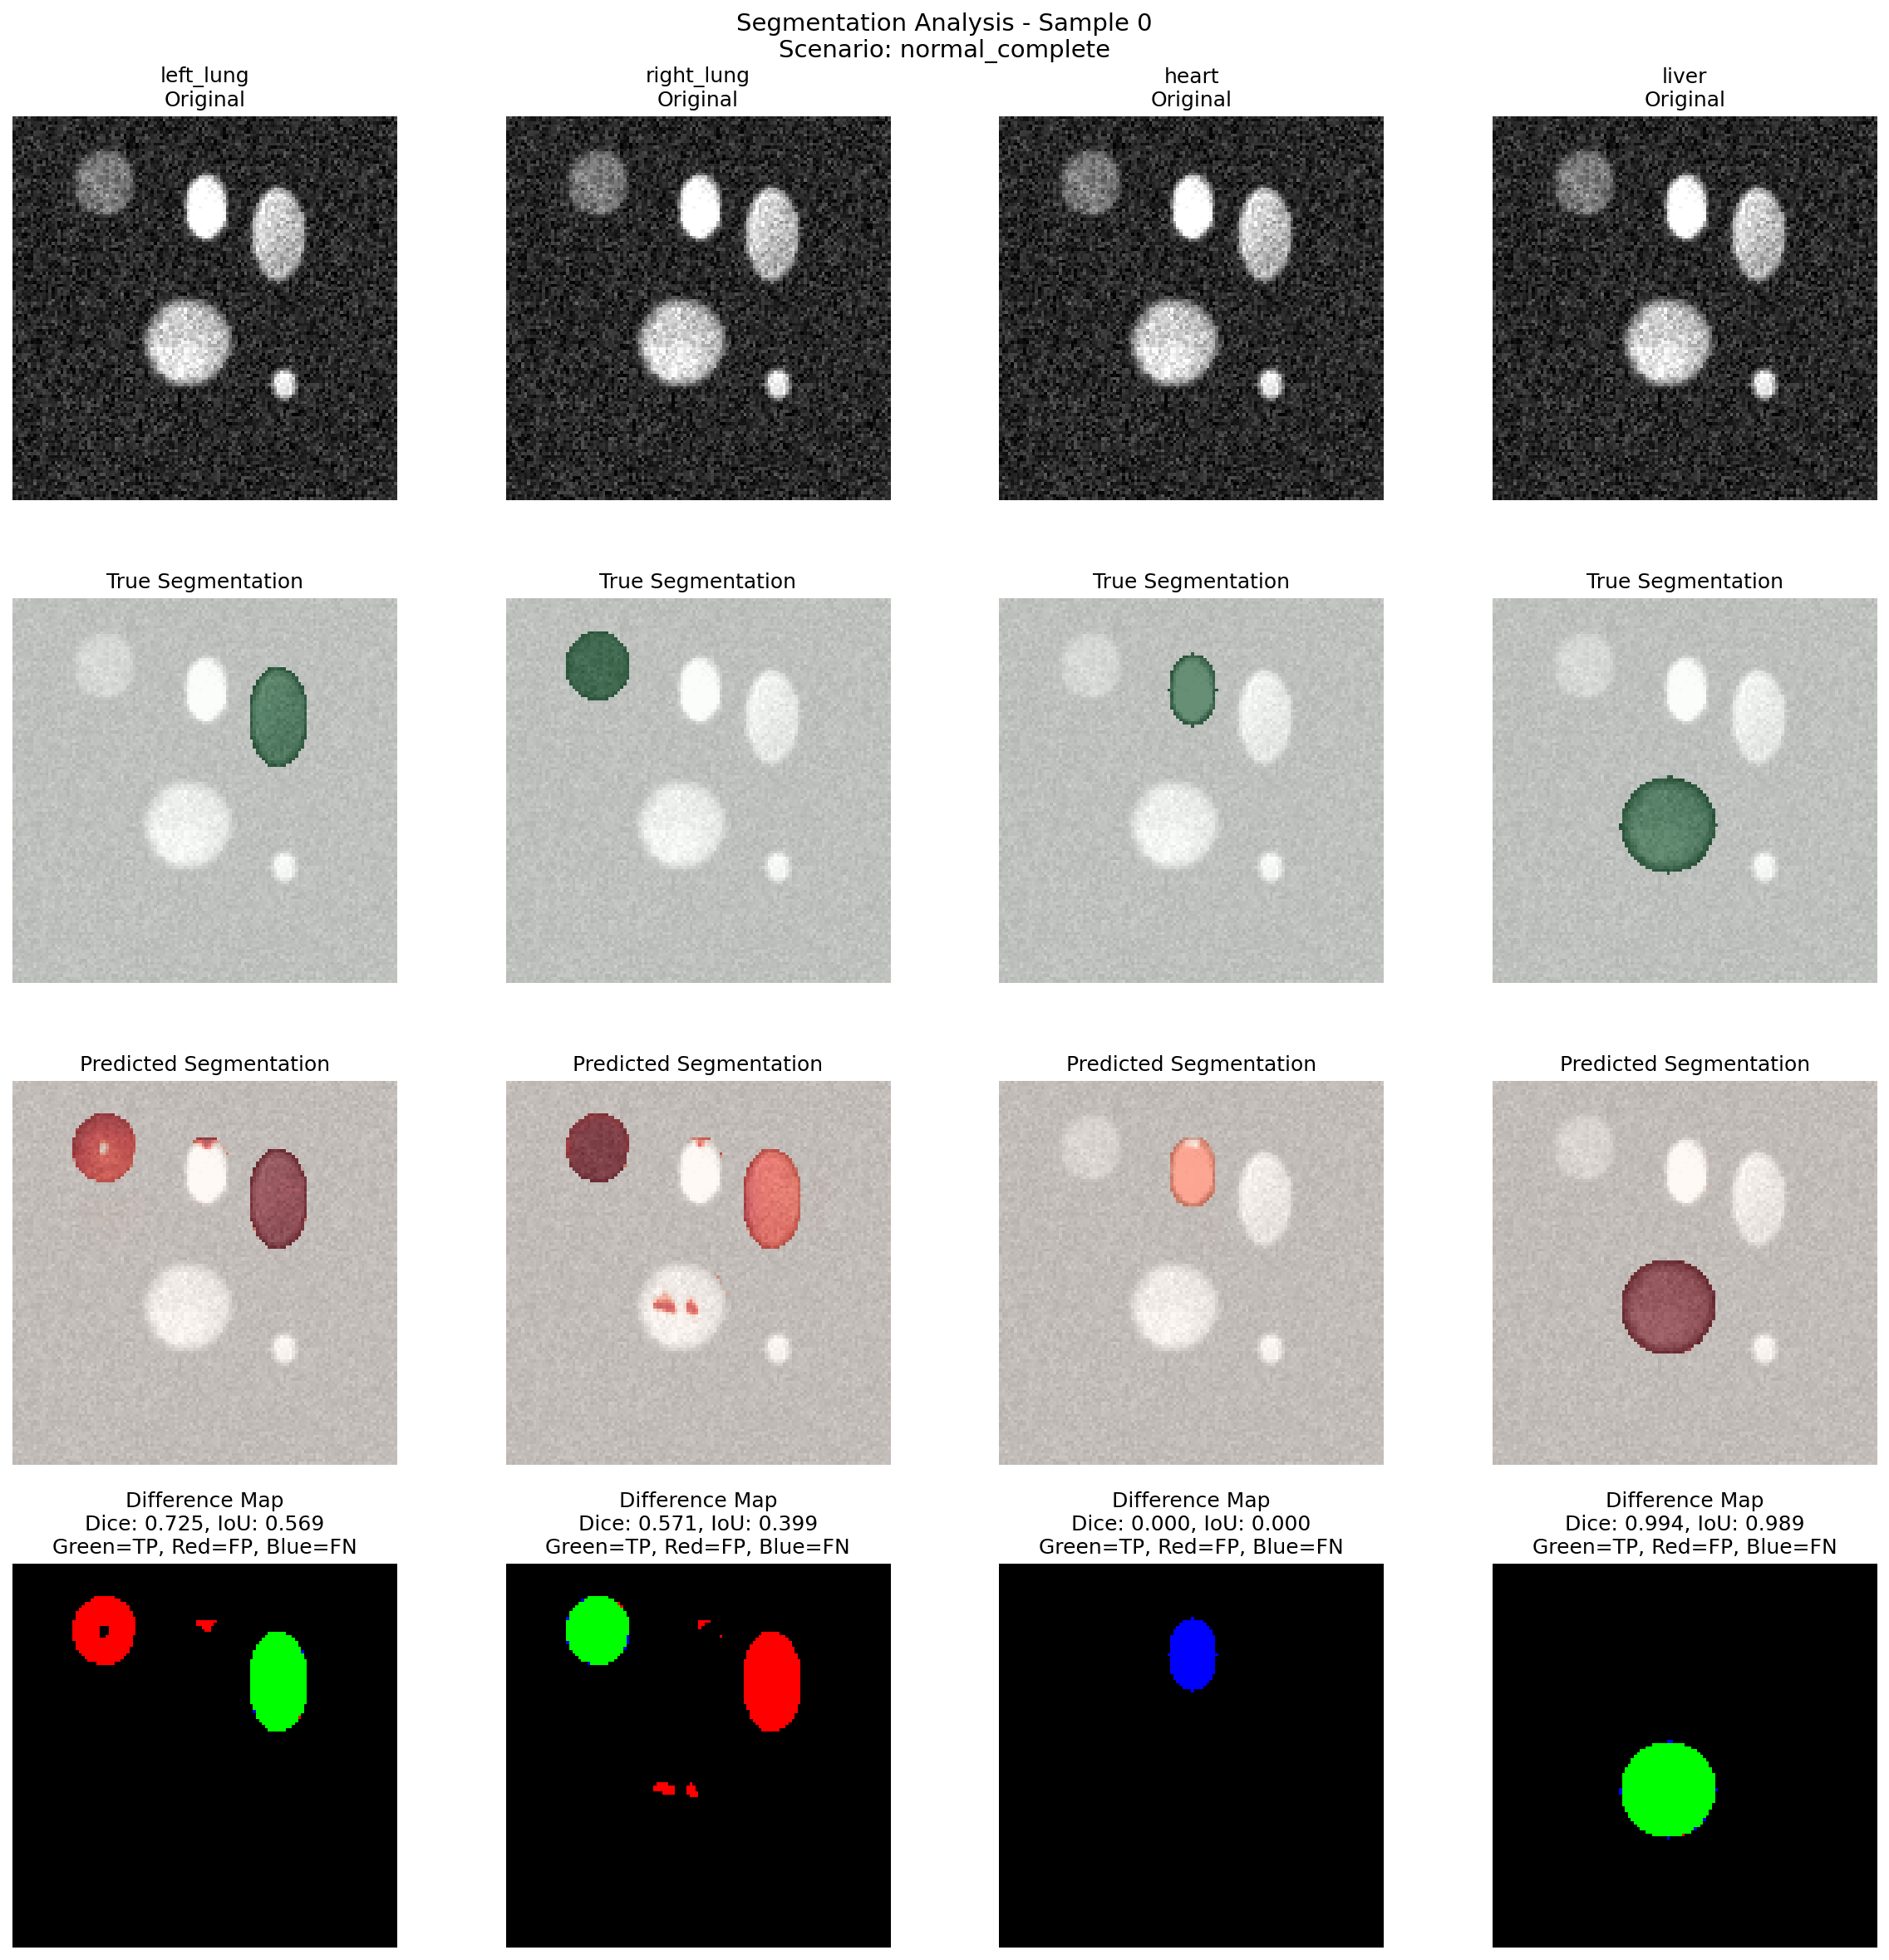 Segmentation Analysis - Sample 0
Scenario: normal_complete
left_lung
Original
right_lung
Original
heart
Original
liver
Original
True Segmentation
True Segmentation
True Segmentation
True Segmentation
Predicted Segmentation
Predicted Segmentation
Predicted Segmentation
Predicted Segmentation
Difference Map
Dice: 0.725, IoU: 0.569
Green=TP, Red=FP, Blue=FN
Difference Map
Dice: 0.571, IoU: 0.399
Green=TP, Red=FP, Blue=FN
Difference Map
Dice: 0.000, IoU: 0.000
Green=TP, Red=FP, Blue=FN
Difference Map
Dice: 0.994, IoU: 0.989
Green=TP, Red=FP, Blue=FN